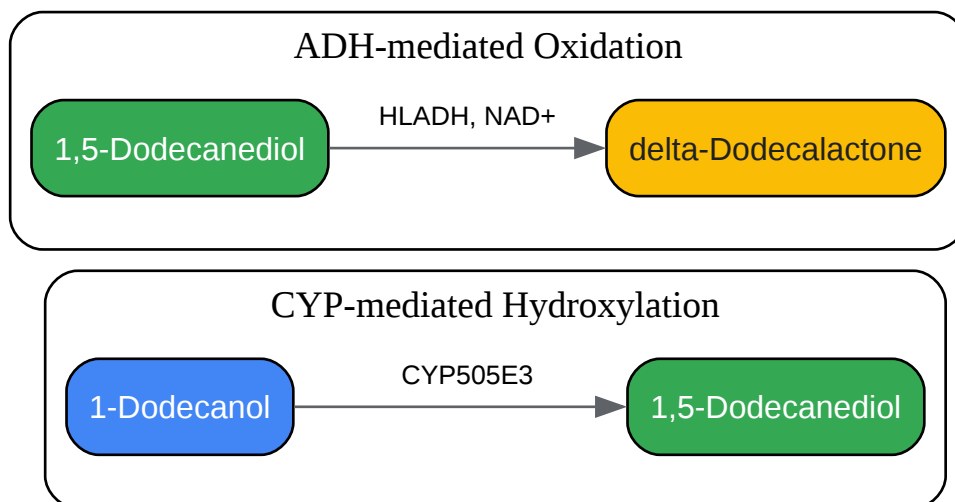 ADH-mediated Oxidation
HLADH, NAD+
1,5-Dodecanediol
delta-Dodecalactone
CYP-mediated Hydroxylation
CYP505E3
1-Dodecanol
1,5-Dodecanediol